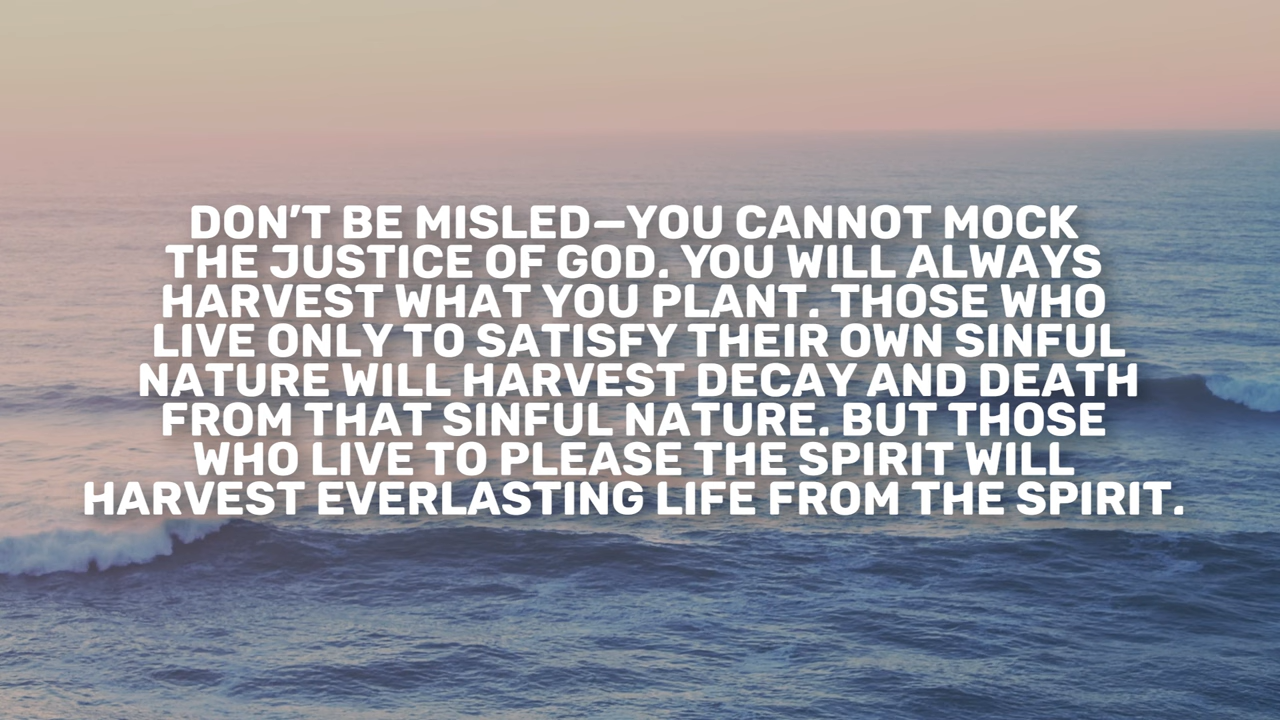 DON’T BE MISLED—YOU CANNOT MOCK
THE JUSTICE OF GOD. YOU WILL ALWAYS
HARVEST WHAT YOU PLANT. THOSE WHO
LIVE ONLY TO SATISFY THEIR OWN SINFUL
NATURE WILL HARVEST DECAY AND DEATH
FROM THAT SINFUL NATURE. BUT THOSE
WHO LIVE TO PLEASE THE SPIRIT WILL
HARVEST EVERLASTING LIFE FROM THE SPIRIT.